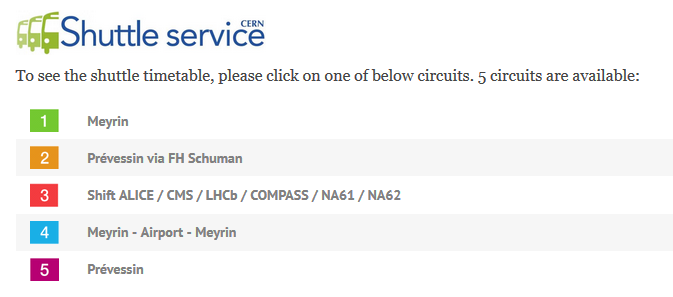 Shuttle service CERN
To see the shuttle timetable, please click on one of below circuits. 5 circuits are available:
1 Meyrin
2 Prévessin via FH Schuman
3 Shift ALICE / CMS / LHCb / COMPASS / NA61 / NA62
4 Meyrin - Airport - Meyrin
5 Prévessin